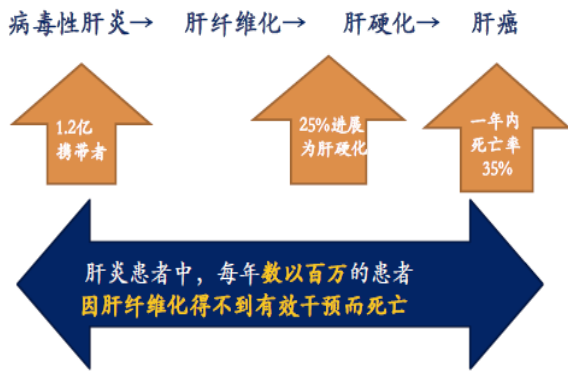 病毒性肝炎→ 肝纤维化→ 肝硬化→ 肝癌
1.2亿
携带者
25%进展
为肝硬化
一年内
死亡率
35%
肝炎患者中，每年数以百万的患者
因肝纤维化得不到有效干预而死亡